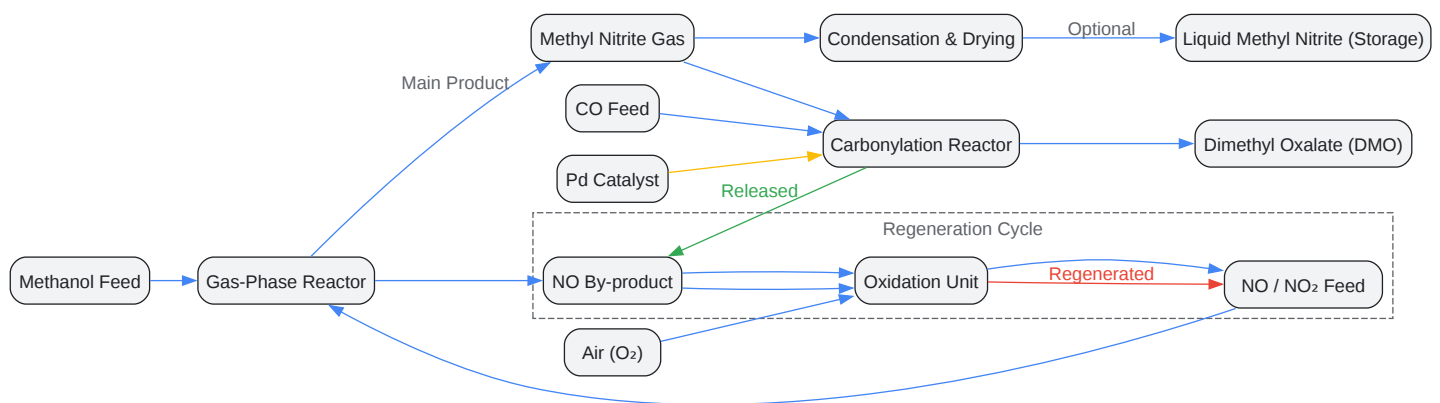 Methyl Nitrite Gas
Condensation & Drying
Optional
Liquid Methyl Nitrite (Storage)
Main Product
CO Feed
Carbonylation Reactor
Dimethyl Oxalate (DMO)
Pd Catalyst
Released
Regeneration Cycle
Methanol Feed
Gas-Phase Reactor
NO By-product
Oxidation Unit
Regenerated
NO / NO₂ Feed
Air (O₂)